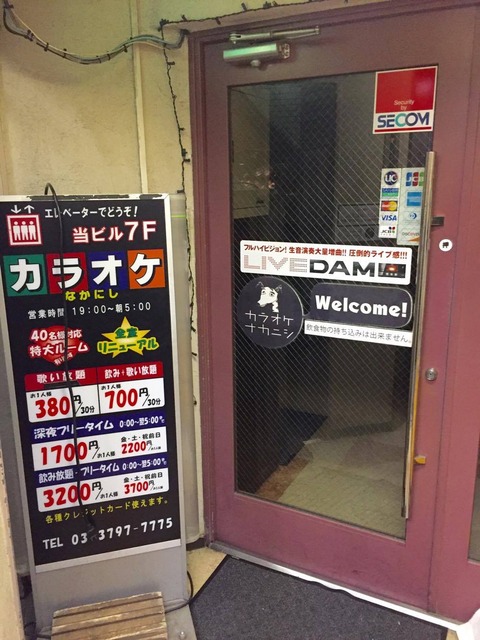 エレベーターでどうぞ!
当ビル7F
カラオケ
なかにし
営業時間 19:00〜朝5:00
40名様対応
特大ルーム
全室
リニューアル
歌い放題
お1人様
380円/30分
飲み+歌い放題
お1人様
700円/30分
深夜フリータイム 0:00〜翌5:00
1700円/お1人様
金・土・祝前日
2200円
飲み放題・フリータイム 0:00〜翌5:00
3200円/お1人様
金・土・祝前日
3700円
各種クレジットカード使えます。
TEL 03 3797-7775
Security
by
SECOM
UC
JCB
VISA
フルハイビジョン! 生音演奏大量増曲!! 圧倒的ライブ感!!!
LIVE DAM
カラオケ
ナカニシ
Welcome!
飲食物の持ち込みは出来ません。